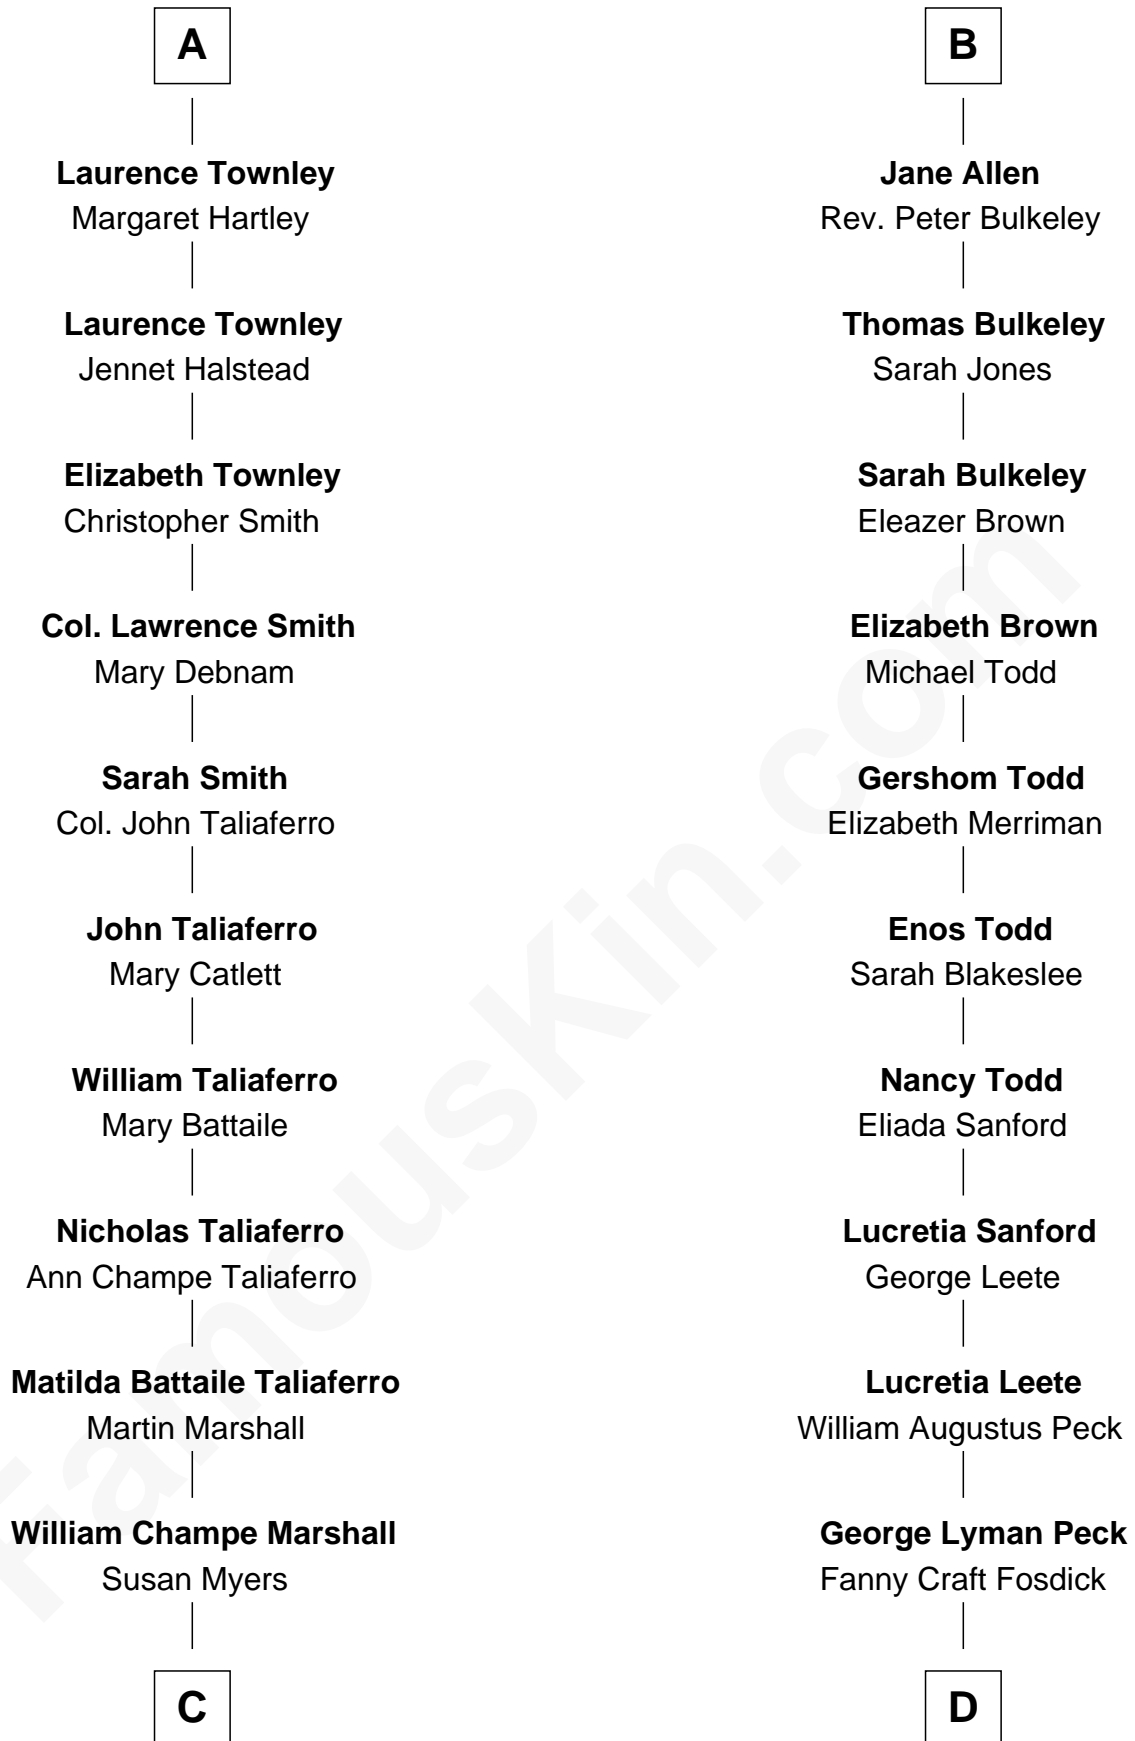 A
Laurence Townley
Margaret Hartley
Laurence Townley
Jennet Halstead
Elizabeth Townley
Christopher Smith
Col. Lawrence Smith
Mary Debnam
Sarah Smith
Col. John Taliaferro
John Taliaferro
Mary Catlett
William Taliaferro
Mary Battaile
Nicholas Taliaferro
Ann Champe Taliaferro
Matilda Battaile Taliaferro
Martin Marshall
William Champe Marshall
Susan Myers
C
B
Jane Allen
Rev. Peter Bulkeley
Thomas Bulkeley
Sarah Jones
Sarah Bulkeley
Eleazer Brown
Elizabeth Brown
Michael Todd
Gershom Todd
Elizabeth Merriman
Enos Todd
Sarah Blakeslee
Nancy Todd
Eliada Sanford
Lucretia Sanford
George Leete
Lucretia Leete
William Augustus Peck
George Lyman Peck
Fanny Craft Fosdick
D
FamousKin.com